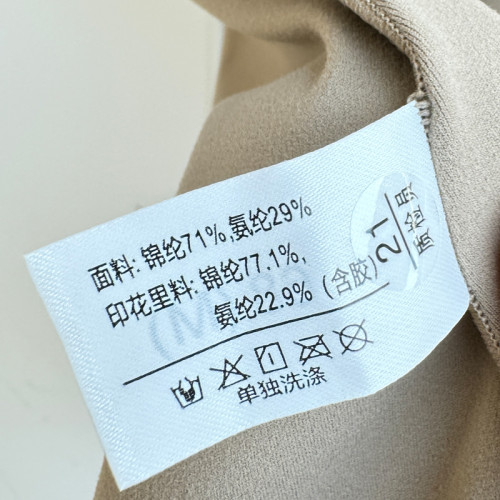 面料: 锦纶71%,氨纶29%
印花里料: 锦纶77.1%,
氨纶22.9%（含胶）
单独洗涤
21
质检员